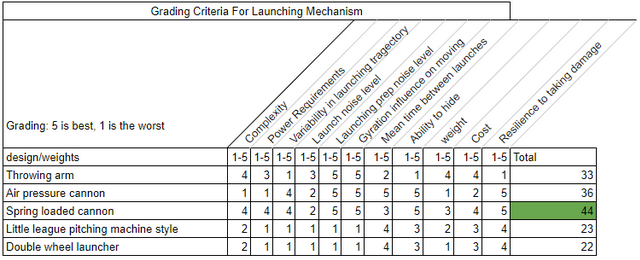 Grading Criteria For Launching Mechanism
Complexity
Power Requirements
Variability in launching tragectory
Launch noise level
Launching prep noise level
Gyration influence on moving
Mean time between launches
Ability to hide
weight
Cost
Resilience to taking damage
Grading: 5 is best, 1 is the worst
design/weights 1-5 1-5 1-5 1-5 1-5 1-5 1-5 1-5 1-5 1-5 1-5 Total
Throwing arm 4 3 1 3 5 5 2 1 4 4 1 33
Air pressure cannon 1 1 4 2 5 5 5 5 1 2 5 36
Spring loaded cannon 4 4 4 2 5 5 3 5 3 4 5 44
Little league pitching machine style 2 1 1 1 1 1 4 3 2 3 4 23
Double wheel launcher 2 1 1 1 1 1 4 3 1 3 4 22